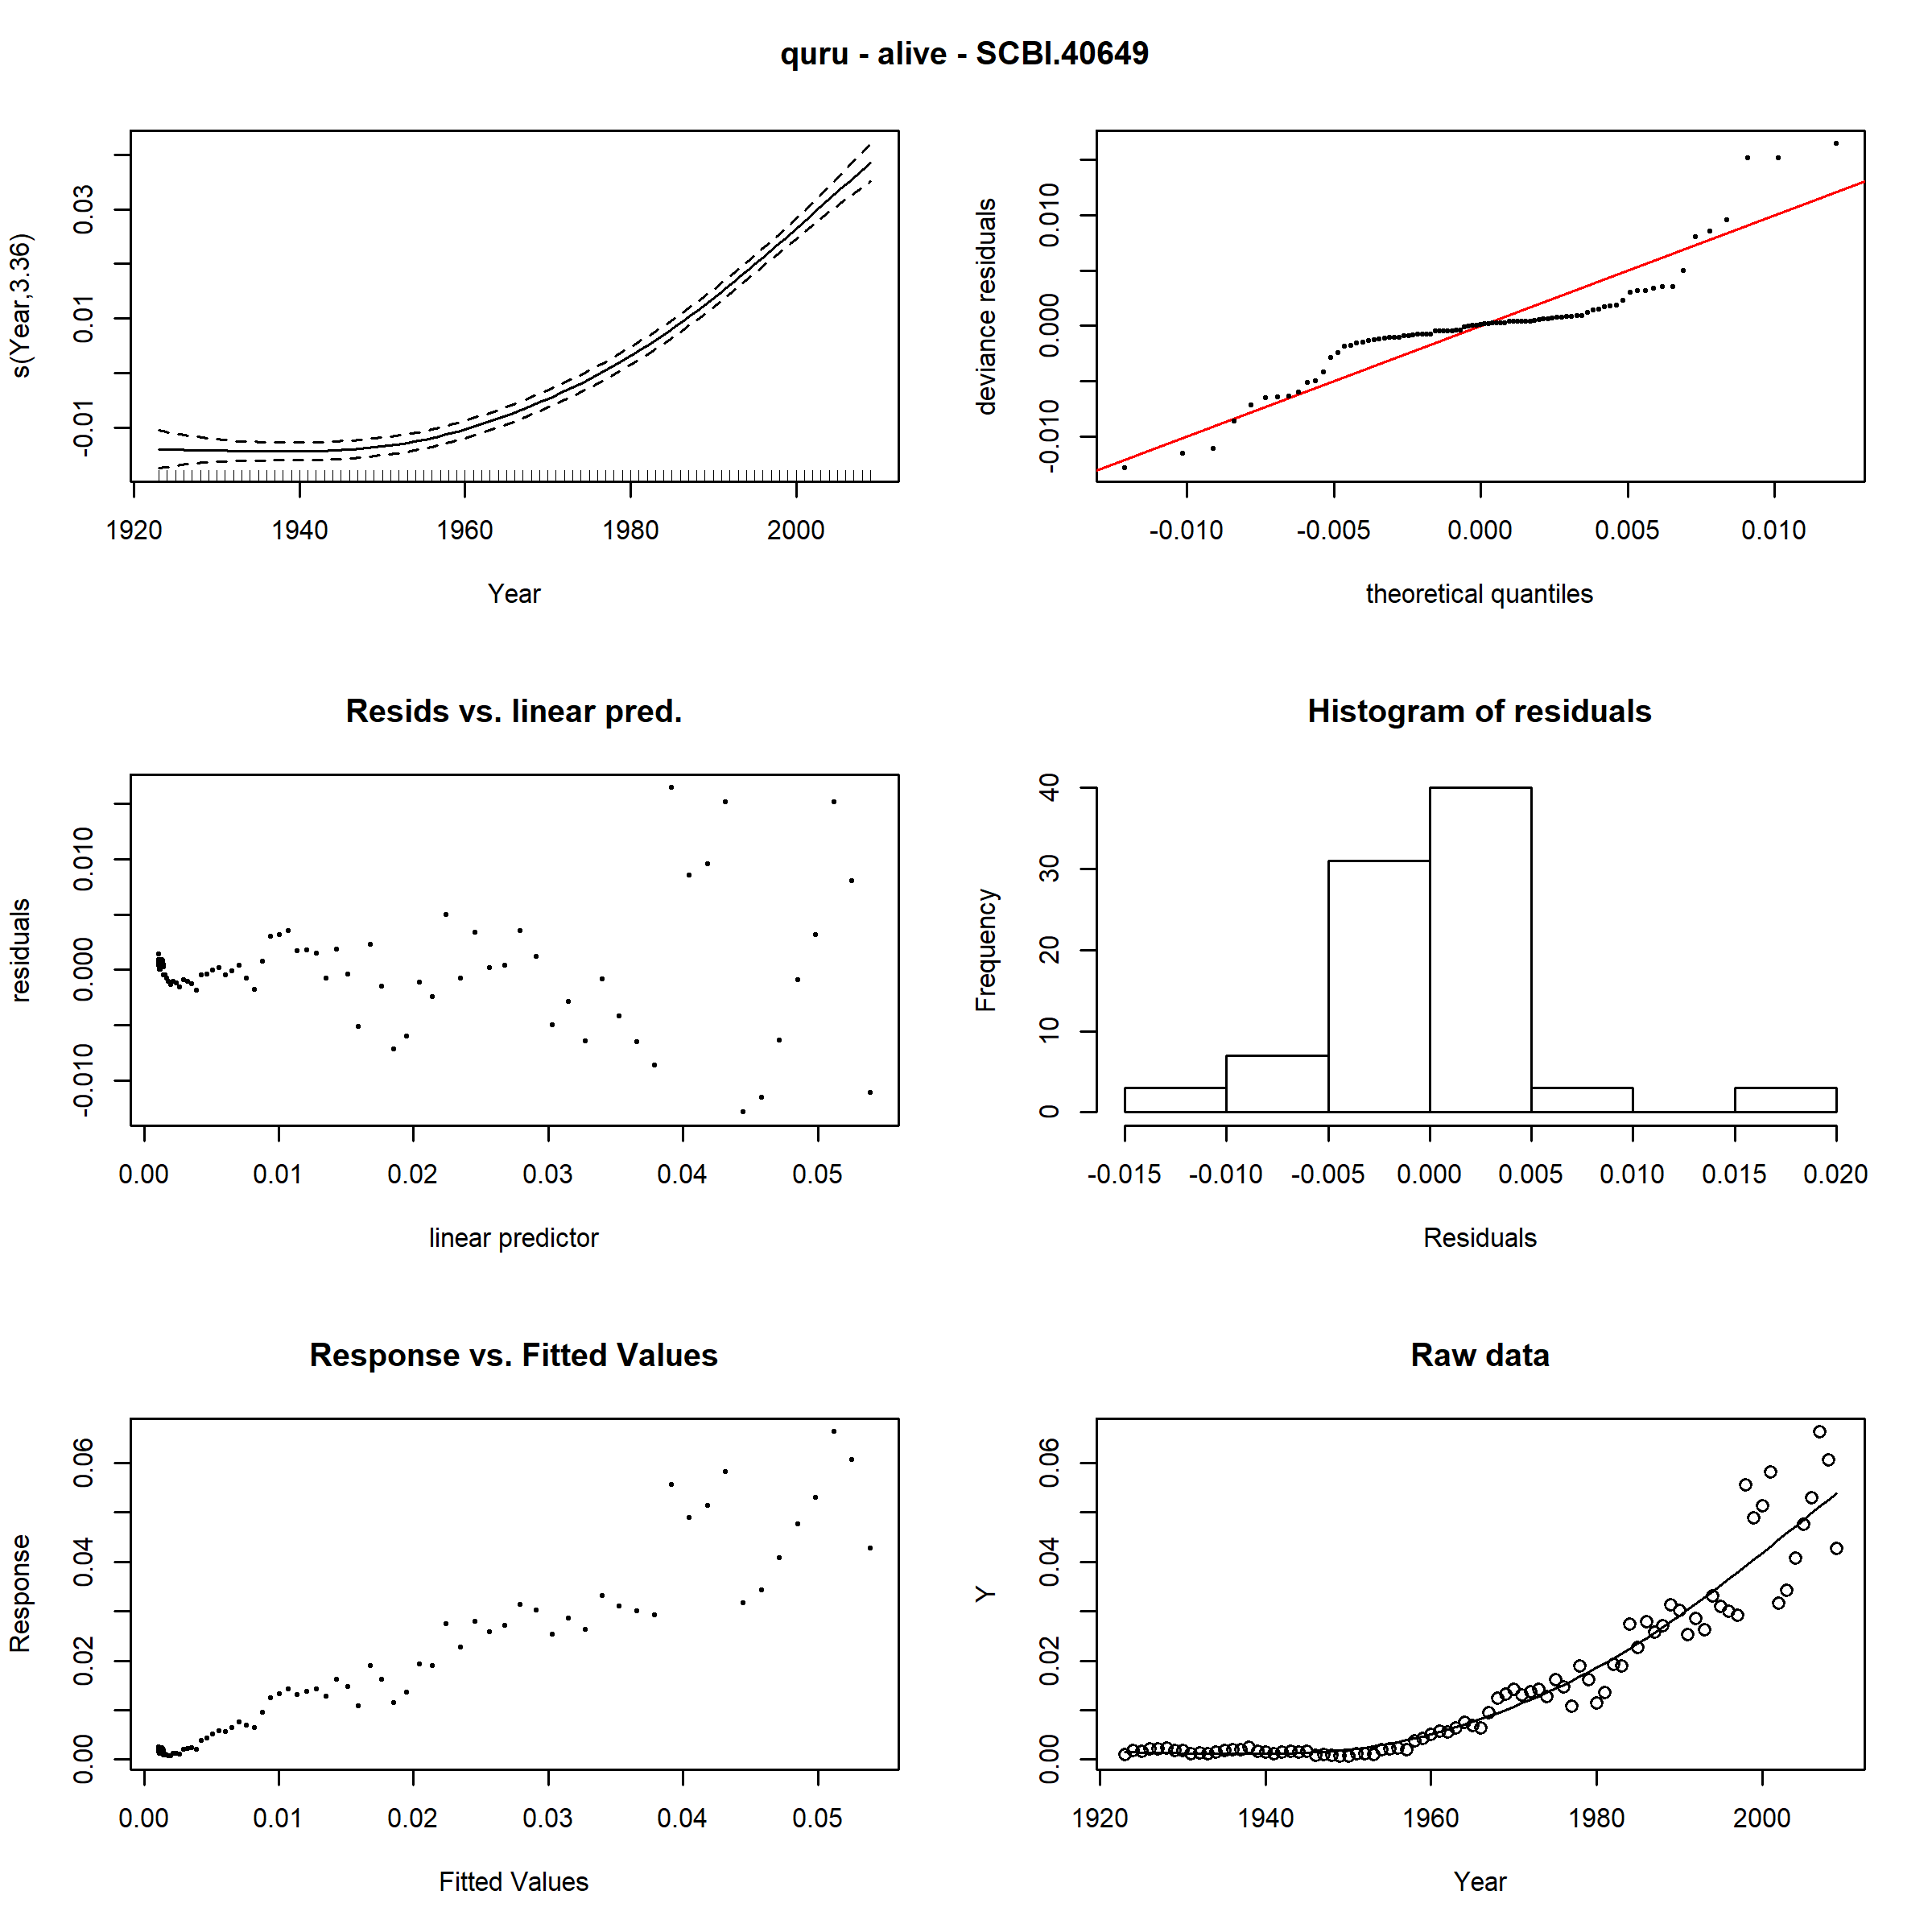 quru - alive - SCBI.40649
s(Year,3.36)
-0.01 0.01 0.03
1920 1940 1960 1980 2000
Year
deviance residuals
-0.010 0.000 0.010
-0.010 -0.005 0.000 0.005 0.010
theoretical quantiles
Resids vs. linear pred.
residuals
-0.010 0.000 0.010
0.00 0.01 0.02 0.03 0.04 0.05
linear predictor
Histogram of residuals
Frequency
0 10 20 30 40
-0.015 -0.010 -0.005 0.000 0.005 0.010 0.015 0.020
Residuals
Response vs. Fitted Values
Response
0.00 0.02 0.04 0.06
0.00 0.01 0.02 0.03 0.04 0.05
Fitted Values
Raw data
Y
0.00 0.02 0.04 0.06
1920 1940 1960 1980 2000
Year